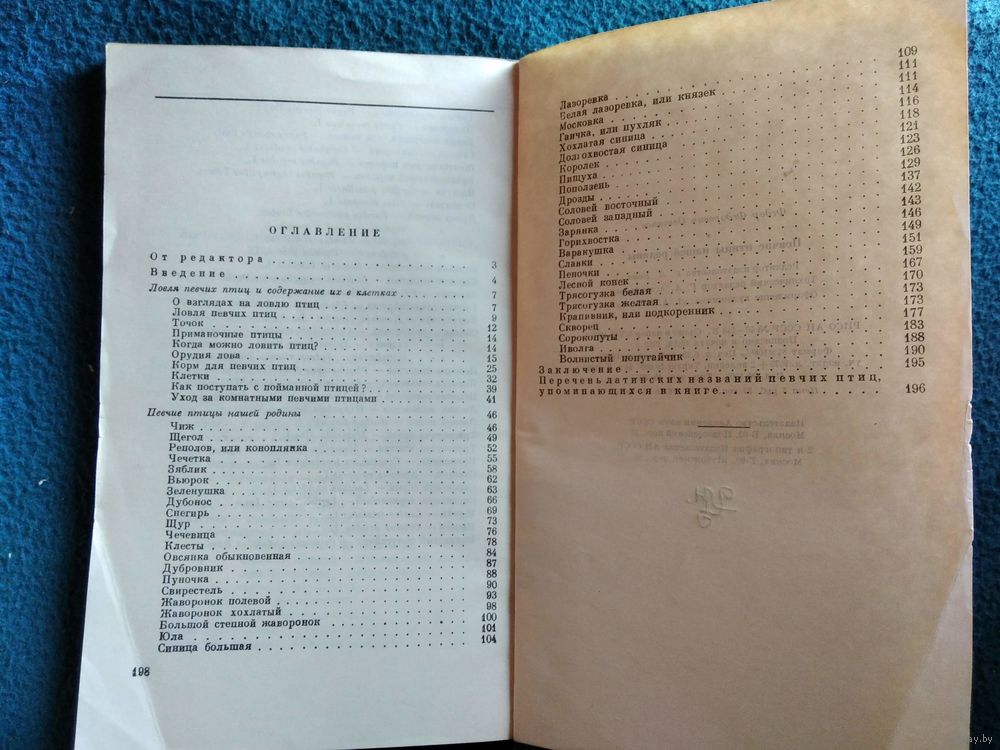 ОГЛАВЛЕНИЕ
От редактора . . . . . . . . . . 3
Введение . . . . . . . . . . 4
Ловля певчих птиц и содержание их в клетках . . . . . . 7
О взглядах на ловлю птиц . . . . . . . . 7
Ловля певчих птиц . . . . . . . . 9
Точок . . . . . . . . . . 12
Приманочные птицы . . . . . . . . 14
Когда можно ловить птиц? . . . . . . . . 14
Орудия лова . . . . . . . . 15
Корм для певчих птиц . . . . . . . . 25
Клетки . . . . . . . . . . 32
Как поступать с пойманной птицей? . . . . . . 39
Уход за комнатными певчими птицами . . . . . . 41
Певчие птицы нашей родины . . . . . . . . 46
Чиж . . . . . . . . . . 46
Щегол . . . . . . . . . . 49
Реполов, или коноплянка . . . . . . . . 52
Чечетка . . . . . . . . . . 55
Зяблик . . . . . . . . . . 58
Вьюрок . . . . . . . . . . 62
Зеленушка . . . . . . . . . . 63
Дубонос . . . . . . . . . . 66
Снегирь . . . . . . . . . . 69
Щур . . . . . . . . . . 73
Чечевица . . . . . . . . . . 76
Клесты . . . . . . . . . . 78
Овсянка обыкновенная . . . . . . . . 84
Дубровник . . . . . . . . . . 87
Пуночка . . . . . . . . . . 88
Свирестель . . . . . . . . . . 90
Жаворонок полевой . . . . . . . . 93
Жаворонок хохлатый . . . . . . . . 98
Большой степной жаворонок . . . . . . . . 100
Юла . . . . . . . . . . 101
Синица большая . . . . . . . . 104
198
Лазоревка . . . . . . . . . . 109
Белая лазоревка, или князек . . . . . . . . 111
Московка . . . . . . . . . . 111
Гаичка, или пухляк . . . . . . . . 114
Хохлатая синица . . . . . . . . 116
Долгохвостая синица . . . . . . . . 118
Королек . . . . . . . . . . 121
Пищуха . . . . . . . . . . 123
Поползень . . . . . . . . . . 126
Дрозды . . . . . . . . . . 129
Соловей восточный . . . . . . . . 137
Соловей западный . . . . . . . . 142
Зарянка . . . . . . . . . . 143
Горихвостка . . . . . . . . . . 146
Варакушка . . . . . . . . . . 149
Славки . . . . . . . . . . 151
Пеночки . . . . . . . . . . 159
Лесной конек . . . . . . . . 167
Трясогузка белая . . . . . . . . 170
Трясогузка желтая . . . . . . . . 173
Крапивник, или подкоренник . . . . . . . . 173
Скворец . . . . . . . . . . 177
Сорокопуты . . . . . . . . . . 183
Иволга . . . . . . . . . . 188
Волнистый попугайчик . . . . . . . . 190
Заключение . . . . . . . . . . 195
Перечень латинских названий певчих птиц,
упоминающихся в книге . . . . . . . . 196
ay.by